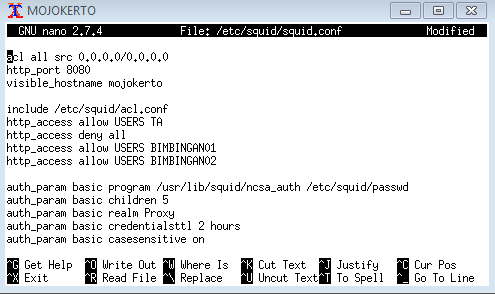 MOJOKERTO
GNU nano 2.7.4 File: /etc/squid/squid.conf Modified
acl all src 0.0.0.0/0.0.0.0
http_port 8080
visible_hostname mojokerto
include /etc/squid/acl.conf
http_access allow USERS TA
http_access deny all
http_access allow USERS BIMBINGAN01
http_access allow USERS BIMBINGAN02
auth_param basic program /usr/lib/squid/ncsa_auth /etc/squid/passwd
auth_param basic children 5
auth_param basic realm Proxy
auth_param basic credentialsttl 2 hours
auth_param basic casesensitive on
^G Get Help ^O Write Out ^W Where Is ^K Cut Text ^J Justify ^C Cur Pos
^X Exit ^R Read File ^\ Replace ^U Uncut Text ^T To Spell ^_ Go To Line